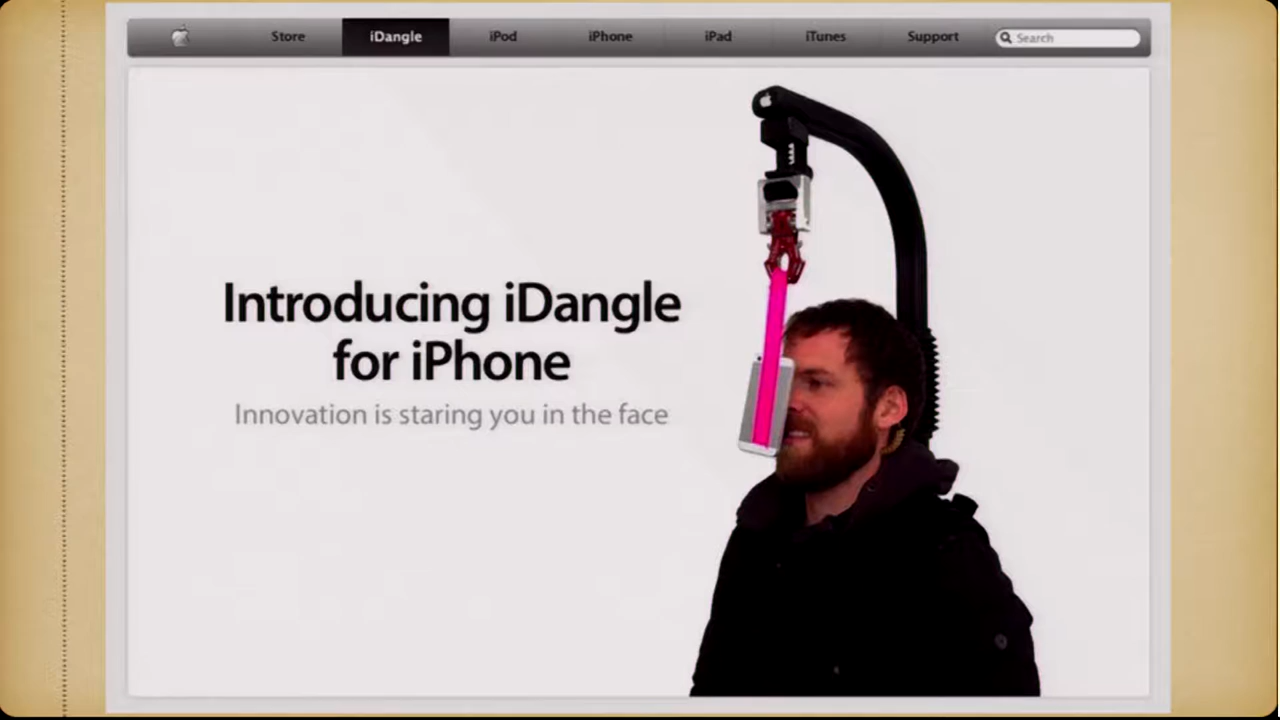 Store iDangle iPod iPhone iPad iTunes Support Search
Introducing iDangle
for iPhone
Innovation is staring you in the face